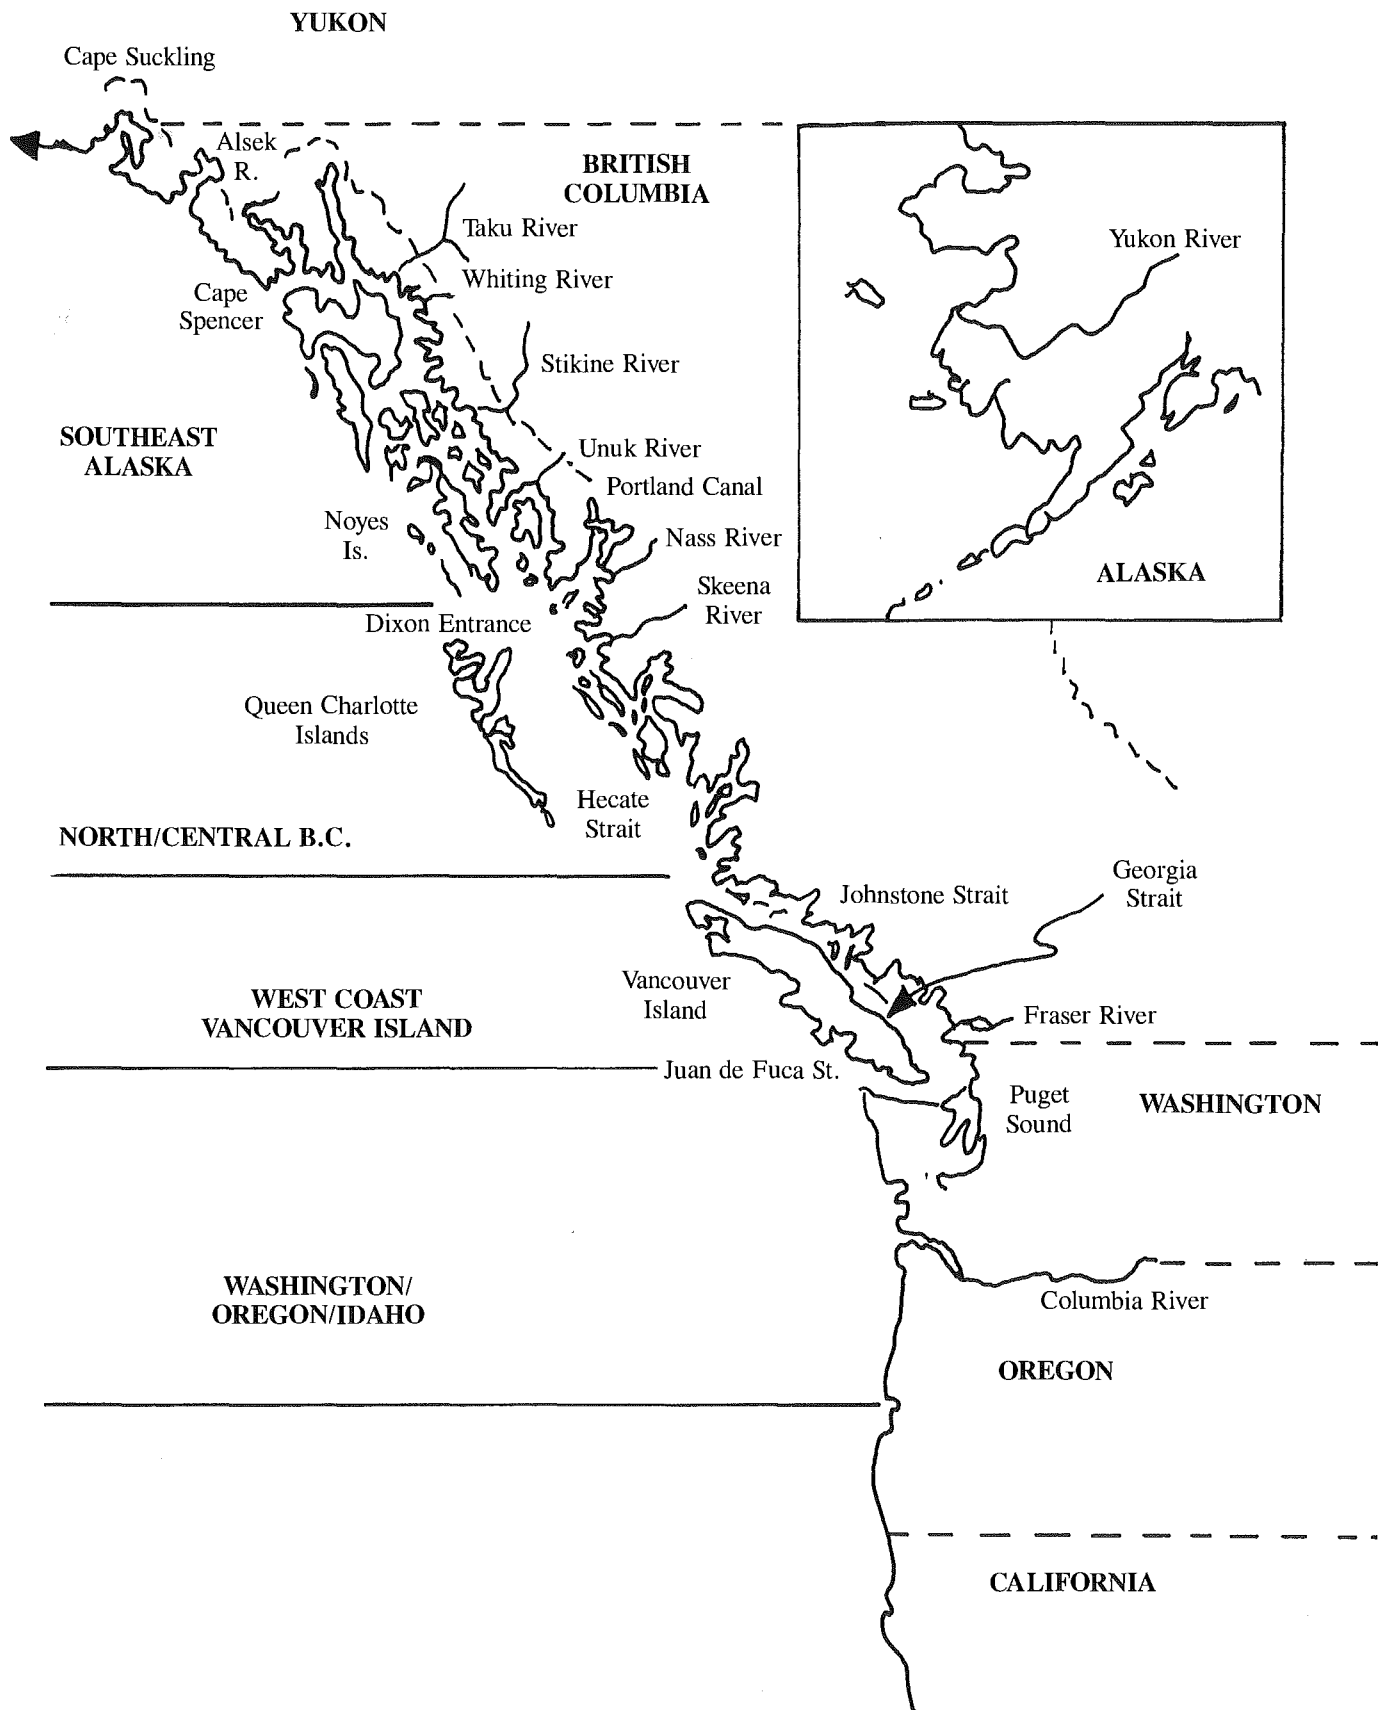 YUKON
Cape Suckling
Alsek
R.
BRITISH
COLUMBIA
Taku River
Yukon River
Whiting River
Cape
Spencer
Stikine River
SOUTHEAST
ALASKA
Unuk River
Portland Canal
Noyes
Is.
Nass River
ALASKA
Skeena
River
Dixon Entrance
Queen Charlotte
Islands
Hecate
Strait
NORTH/CENTRAL B.C.
Georgia
Strait
Johnstone Strait
Vancouver
Island
WEST COAST
VANCOUVER ISLAND
Fraser River
Juan de Fuca St.
Puget
Sound
WASHINGTON
WASHINGTON/
OREGON/IDAHO
Columbia River
OREGON
CALIFORNIA